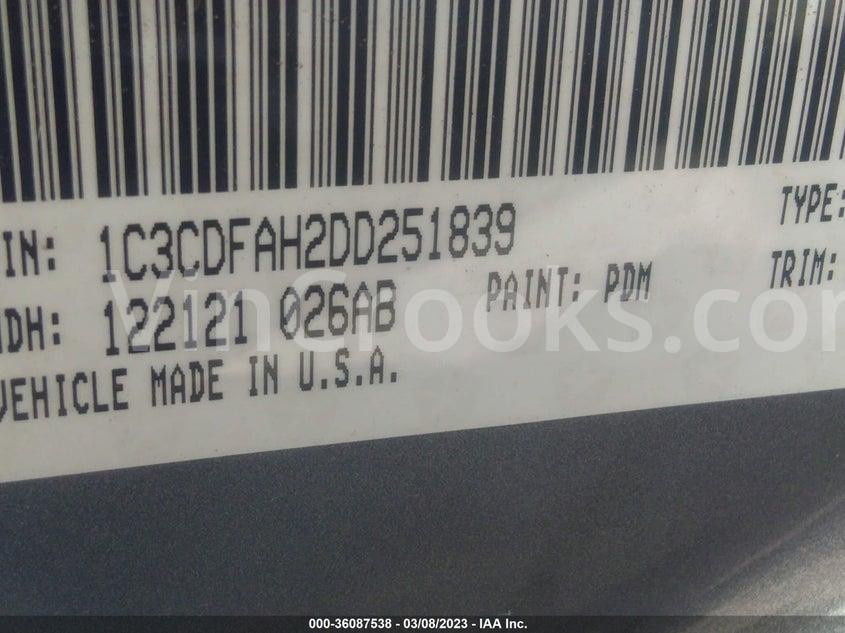 IN: 1C3CDFAH2DD251839 TYPE:
MDH: 122121 026AB PAINT: PDM TRIM:
VEHICLE MADE IN U.S.A.
VinCrooks.com
000-36087538 - 03/08/2023 - IAA Inc.